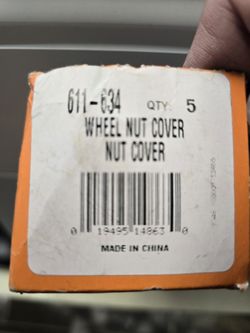 611-634 QTY: 5
WHEEL NUT COVER
NUT COVER
0 19495 14863 0
MADE IN CHINA